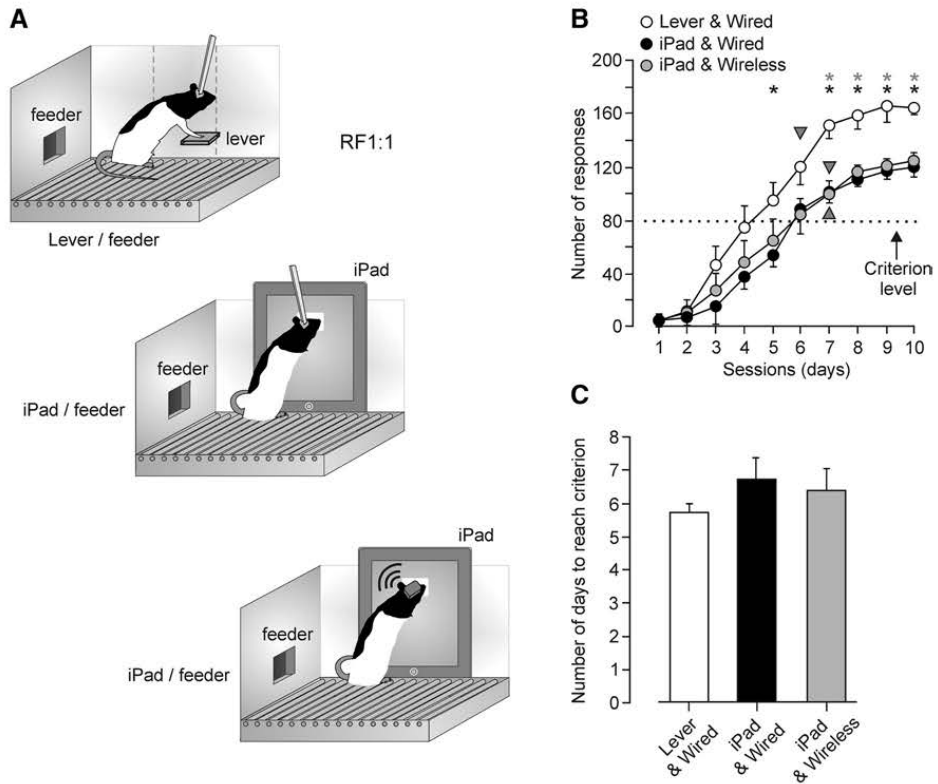 A
feeder
lever
RF1:1
Lever / feeder
iPad
feeder
iPad / feeder
iPad
feeder
iPad / feeder
B
Lever & Wired
iPad & Wired
iPad & Wireless
Number of responses
200
160
120
80
40
0
* * * * *
* * * *
Criterion
level
1 2 3 4 5 6 7 8 9 10
Sessions (days)
C
Number of days to reach criterion
8
7
6
5
4
3
2
1
0
Lever
& Wired
iPad
& Wired
iPad
& Wireless